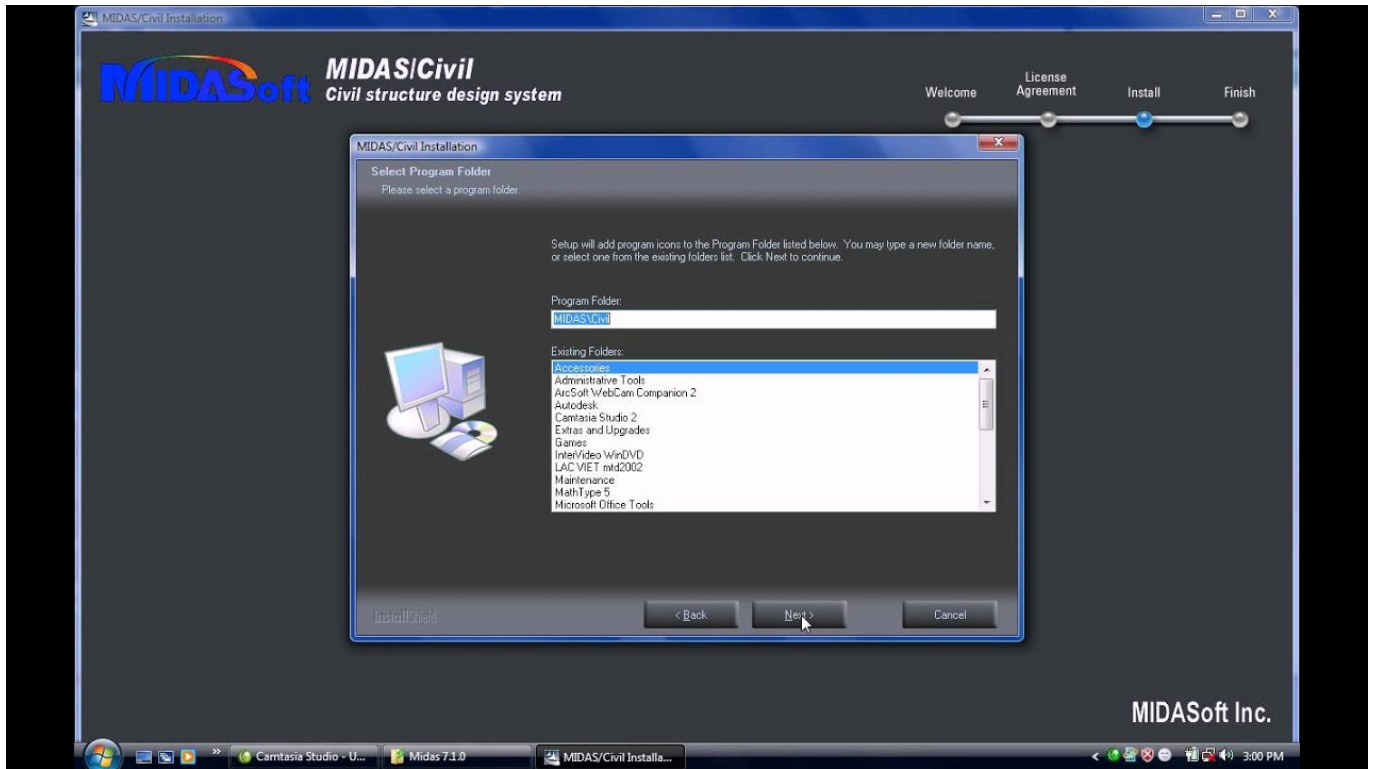 MIDAS/Civil Installation
MIDASoft
MIDAS/Civil
Civil structure design system
Welcome
License
Agreement
Install
Finish
MIDAS/Civil Installation
Select Program Folder
Please select a program folder.
Setup will add program icons to the Program Folder listed below. You may type a new folder name,
or select one from the existing folders list. Click Next to continue.
Program Folder:
MIDAS\Civil
Existing Folders:
Accessories
Administrative Tools
ArcSoft WebCam Companion 2
Autodesk
Camtasia Studio 2
Extras and Upgrades
Games
InterVideo WinDVD
LAC VIET mtd2002
Maintenance
MathType 5
Microsoft Office Tools
InstallShield
< Back
Next >
Cancel
MIDASoft Inc.
Camtasia Studio - U...
Midas 7.1.0
MIDAS/Civil Installa...
3:00 PM